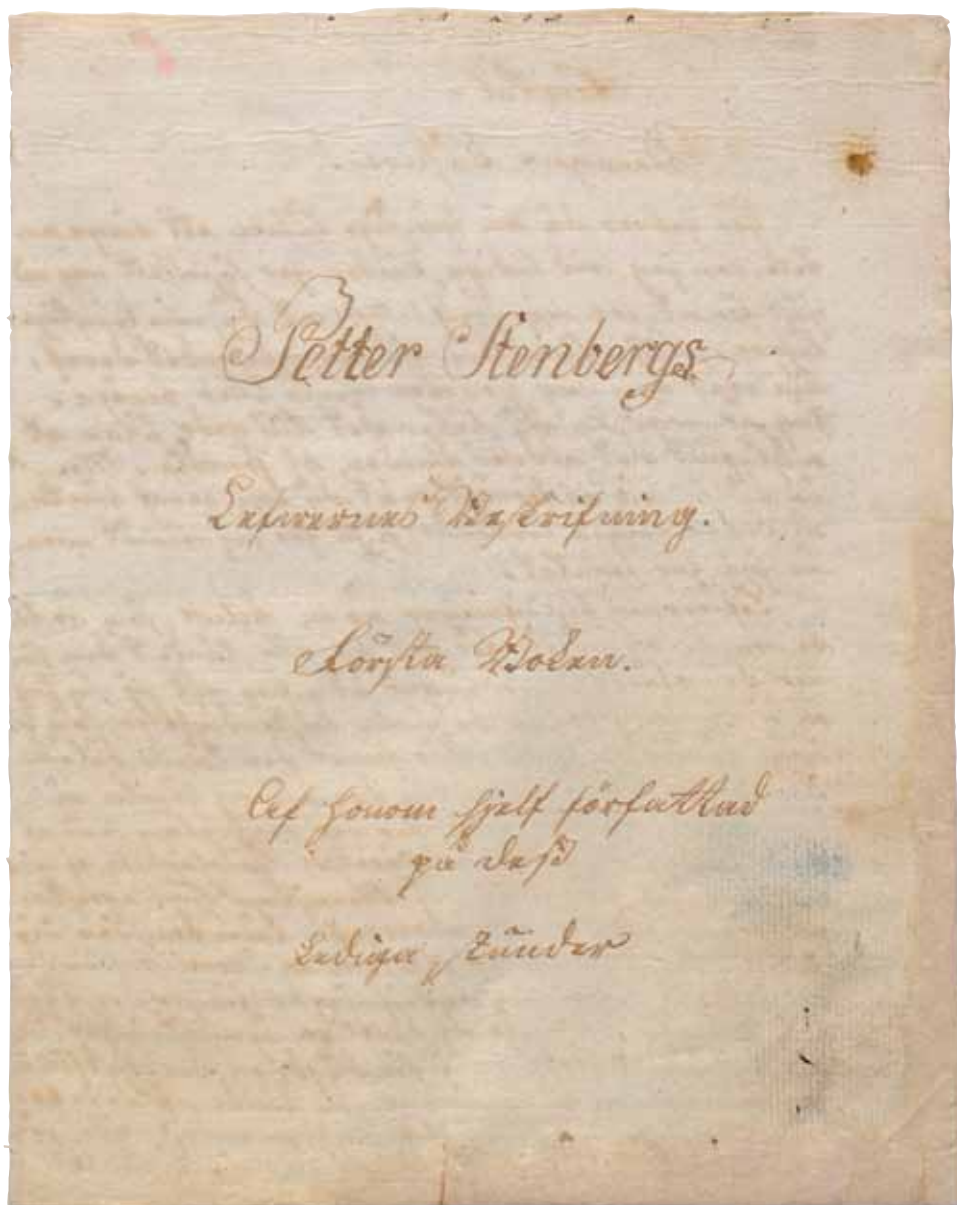 Petter Stenbergs
Lefwernes Beskrifning.
Första Boken.
Af honom sjelf författad
på dess
Lediga stunder